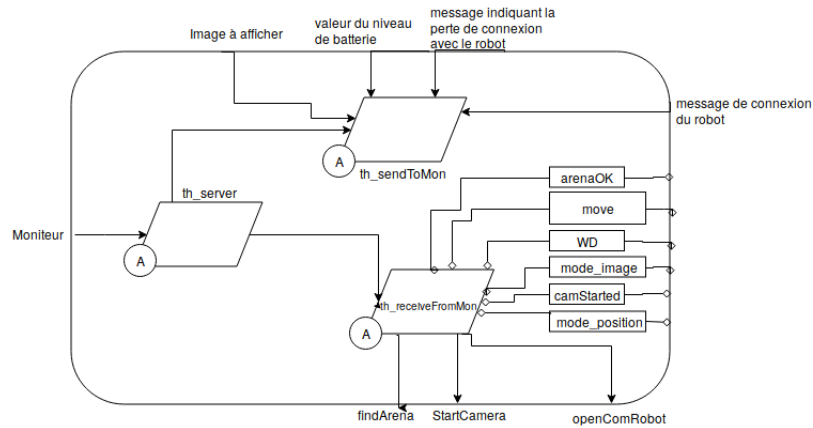 Image à afficher
valeur du niveau
de batterie
message indiquant la
perte de connexion
avec le robot
message de connexion
du robot
A
th_sendToMon
th_server
Moniteur
A
arenaOK
move
WD
mode_image
camStarted
mode_position
th_receiveFromMon
A
findArena
StartCamera
openComRobot